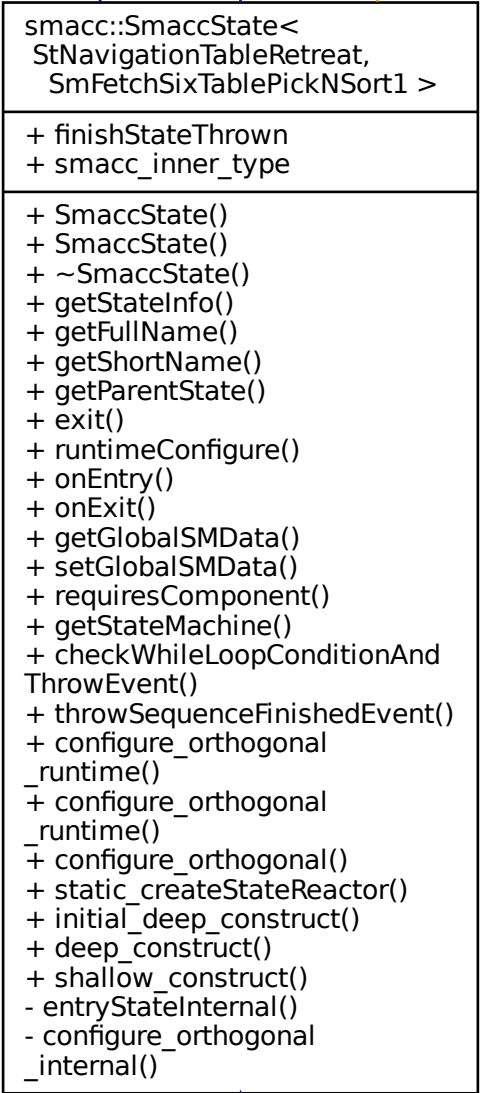 smacc::SmaccState<
StNavigationTableRetreat,
SmFetchSixTablePickNSort1 >
+ finishStateThrown
+ smacc_inner_type
+ SmaccState()
+ SmaccState()
+ ~SmaccState()
+ getStateInfo()
+ getFullName()
+ getShortName()
+ getParentState()
+ exit()
+ runtimeConfigure()
+ onEntry()
+ onExit()
+ getGlobalSMData()
+ setGlobalSMData()
+ requiresComponent()
+ getStateMachine()
+ checkWhileLoopConditionAnd
ThrowEvent()
+ throwSequenceFinishedEvent()
+ configure_orthogonal
_runtime()
+ configure_orthogonal
_runtime()
+ configure_orthogonal()
+ static_createStateReactor()
+ initial_deep_construct()
+ deep_construct()
+ shallow_construct()
- entryStateInternal()
- configure_orthogonal
_internal()